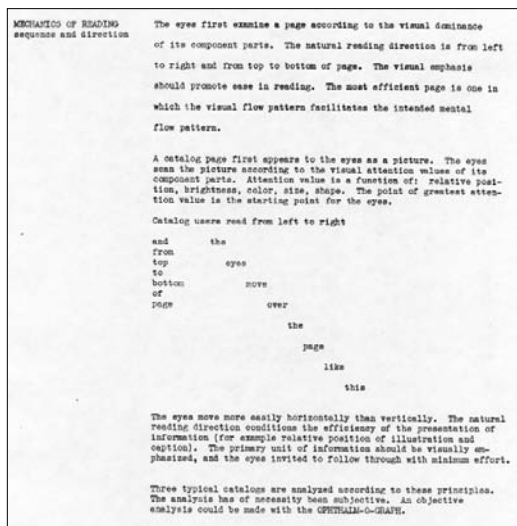 MECHANICS OF READING
sequence and direction
The eyes first examine a page according to the visual dominance
of its component parts. The natural reading direction is from left
to right and from top to bottom of page. The visual emphasis
should promote ease in reading. The most efficient page is one in
which the visual flow pattern facilitates the intended mental
flow pattern.
A catalog page first appears to the eyes as a picture. The eyes
scan the picture according to the visual attention values of its
component parts. Attention value is a function of: relative posi-
tion, brightness, color, size, shape. The point of greatest atten-
tion value is the starting point for the eyes.
Catalog users read from left to right
and the
from
top eyes
to
bottom move
of
page over
the
page
like
this
The eyes move more easily horizontally than vertically. The natural
reading direction conditions the efficiency of the presentation of
information (for example relative position of illustration and
caption). The primary unit of information should be visually em-
phasized, and the eyes invited to follow through with minimum effort.
Three typical catalogs are analyzed according to these principles.
The analysis has of necessity been subjective. An objective
analysis could be made with the OPHTHALM-O-GRAPH.